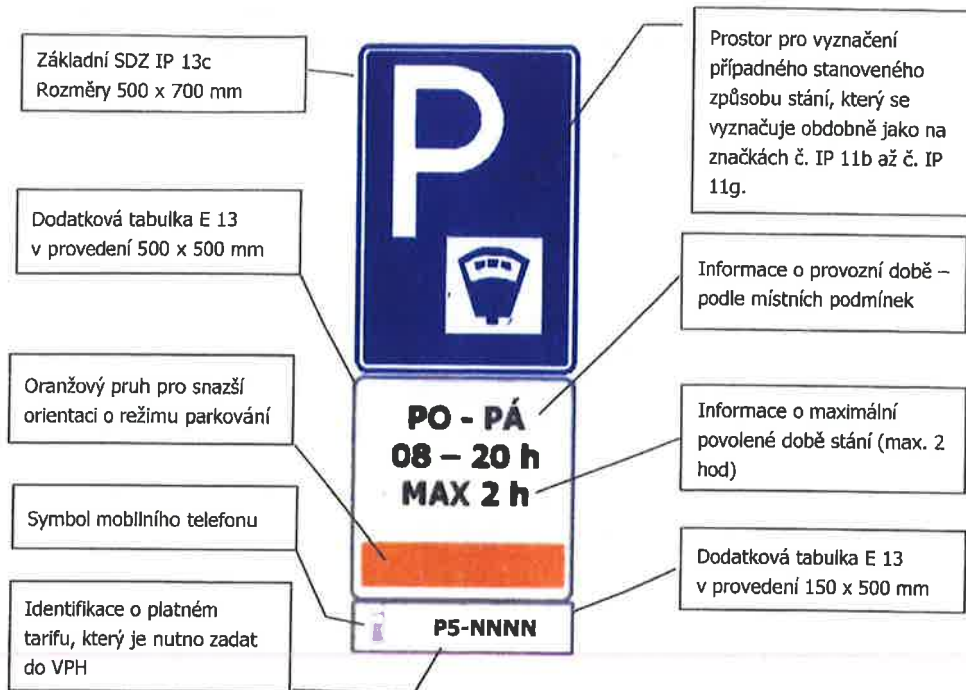 Základní SDZ IP 13c
Rozměry 500 x 700 mm
Dodatková tabulka E 13
v provedení 500 x 500 mm
Oranžový pruh pro snazší
orientaci o režimu parkování
Symbol mobilního telefonu
Identifikace o platném
tarifu, který je nutno zadat
do VPH
P
PO - PÁ
08 – 20 h
MAX 2 h
P5-NNNN
Prostor pro vyznačení
případného stanoveného
způsobu stání, který se
vyznačuje obdobně jako na
značkách č. IP 11b až č. IP
11g.
Informace o provozní době –
podle místních podmínek
Informace o maximální
povolené době stání (max. 2
hod)
Dodatková tabulka E 13
v provedení 150 x 500 mm